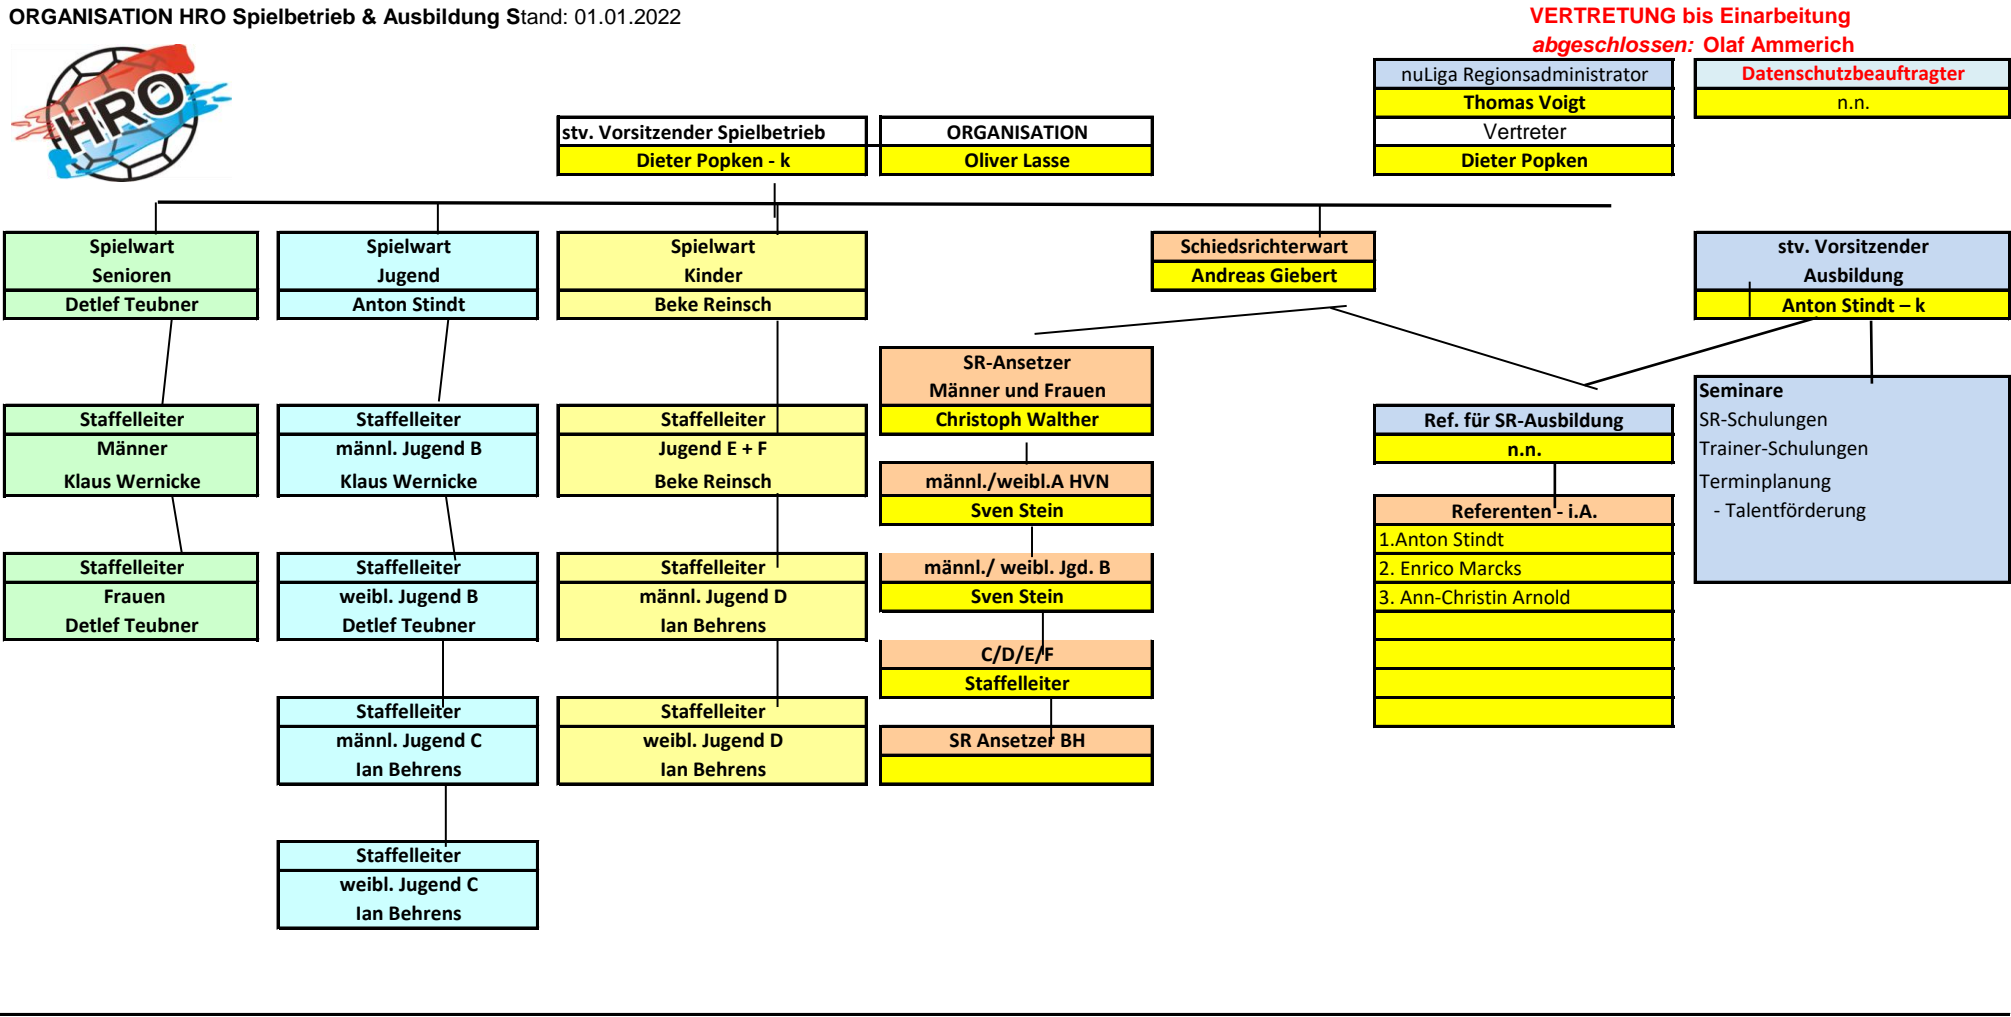 ORGANISATION HRO Spielbetrieb & Ausbildung Stand: 01.01.2022
VERTRETUNG bis Einarbeitung
abgeschlossen: Olaf Ammerich
HRO
nuLiga Regionsadministrator
Thomas Voigt
Vertreter
Dieter Popken
Datenschutzbeauftragter
n.n.
stv. Vorsitzender Spielbetrieb
Dieter Popken - k
ORGANISATION
Oliver Lasse
Spielwart
Senioren
Detlef Teubner
Staffelleiter
Männer
Klaus Wernicke
Staffelleiter
Frauen
Detlef Teubner
Spielwart
Jugend
Anton Stindt
Staffelleiter
männl. Jugend B
Klaus Wernicke
Staffelleiter
weibl. Jugend B
Detlef Teubner
Staffelleiter
männl. Jugend C
Ian Behrens
Staffelleiter
weibl. Jugend C
Ian Behrens
Spielwart
Kinder
Beke Reinsch
Staffelleiter
Jugend E + F
Beke Reinsch
Staffelleiter
männl. Jugend D
Ian Behrens
Staffelleiter
weibl. Jugend D
Ian Behrens
Schiedsrichterwart
Andreas Giebert
SR-Ansetzer
Männer und Frauen
Christoph Walther
männl./weibl.A HVN
Sven Stein
männl./ weibl. Jgd. B
Sven Stein
C/D/E/F
Staffelleiter
SR Ansetzer BH
Ref. für SR-Ausbildung
n.n.
Referenten - i.A.
1.Anton Stindt
2. Enrico Marcks
3. Ann-Christin Arnold
stv. Vorsitzender
Ausbildung
Anton Stindt – k
Seminare
SR-Schulungen
Trainer-Schulungen
Terminplanung
- Talentförderung